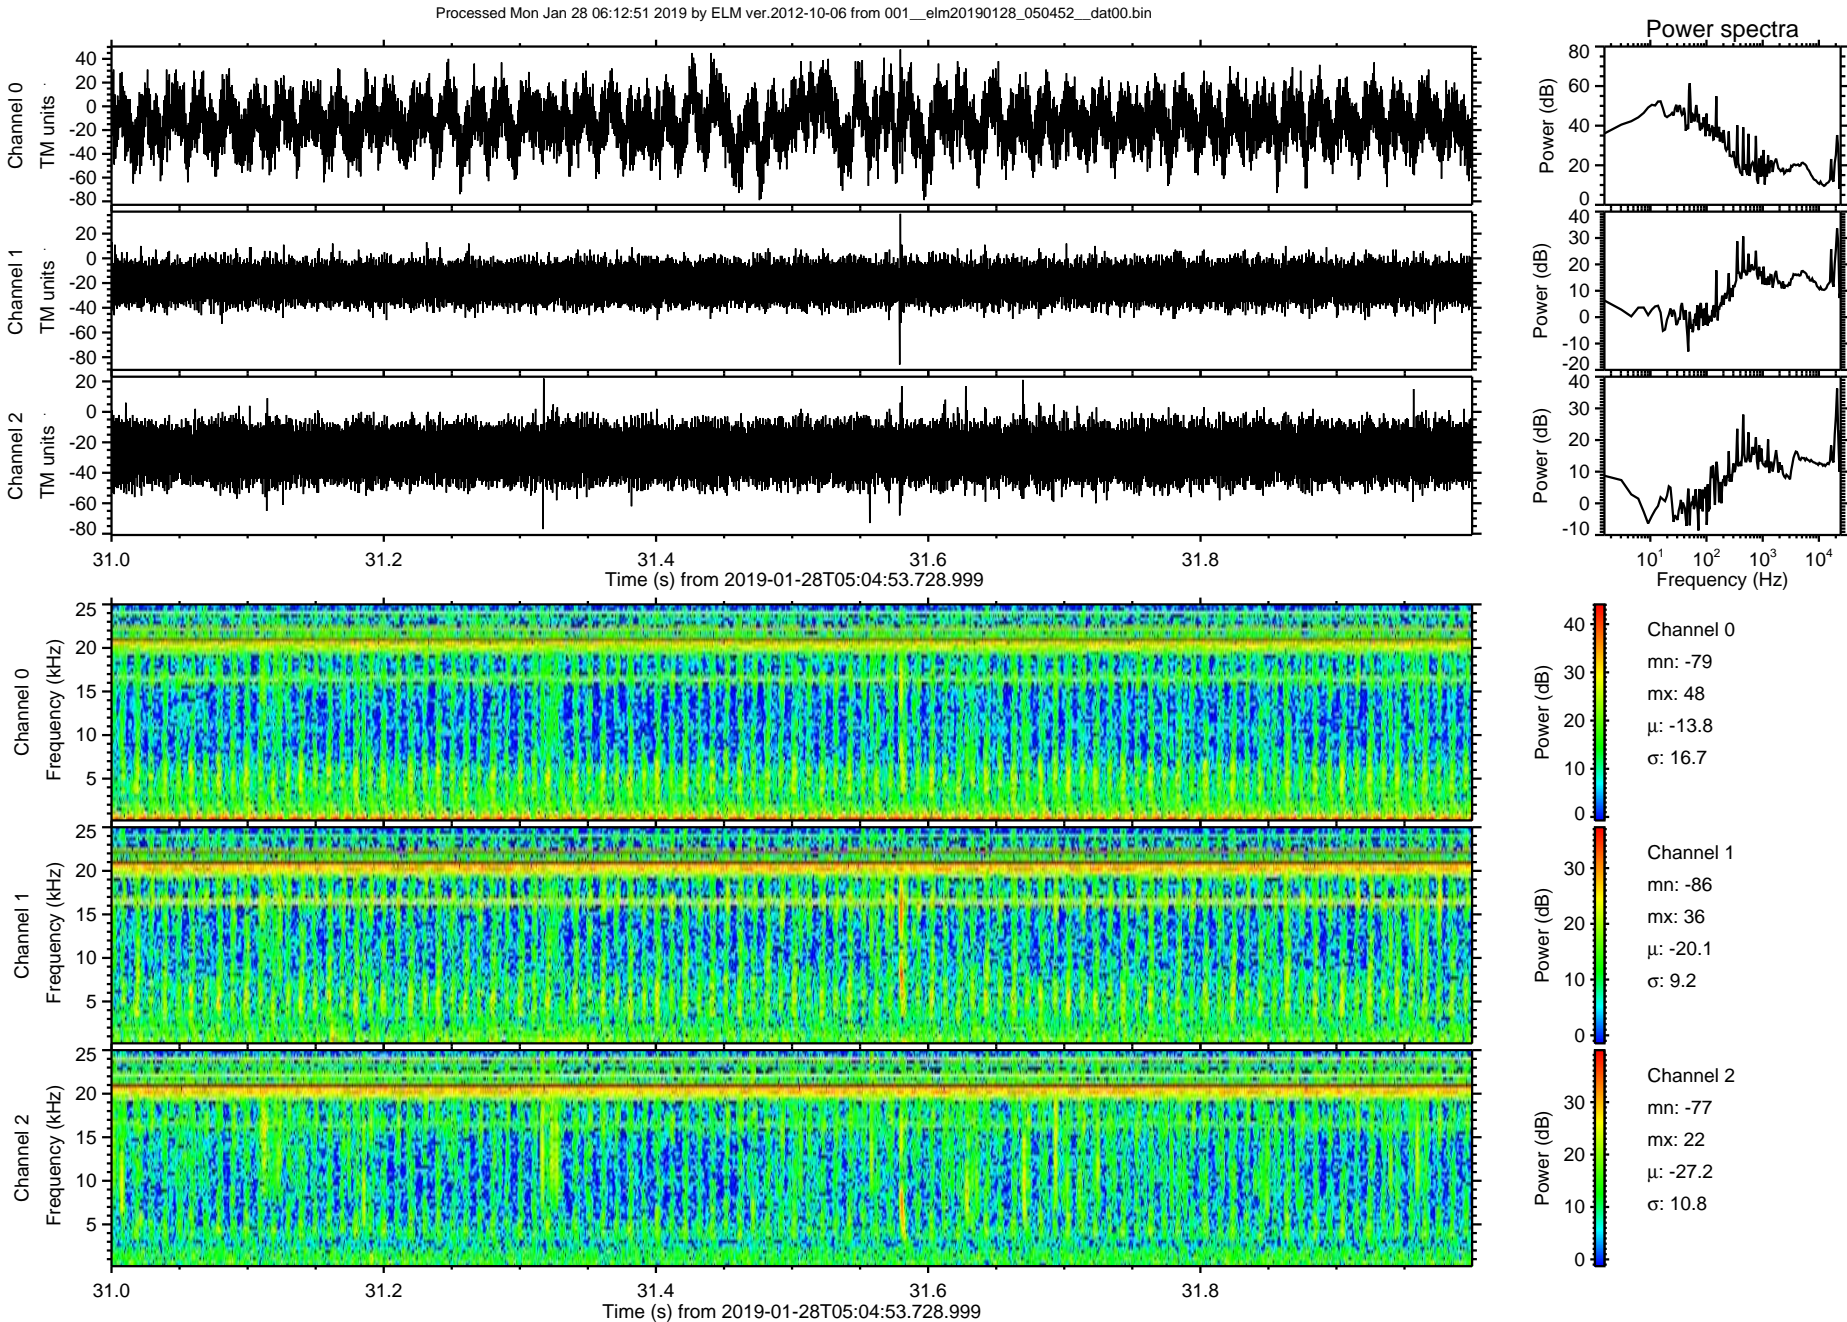 Processed Mon Jan 28 06:12:51 2019 by ELM ver.2012-10-06 from 001__elm20190128_050452__dat00.bin
Power spectra
Channel 0
TM units
40
20
0
-20
-40
-60
-80
Power (dB)
80
60
40
20
0
Channel 1
TM units
20
0
-20
-40
-60
-80
Power (dB)
40
30
20
10
0
-10
-20
Channel 2
TM units
20
0
-20
-40
-60
-80
Power (dB)
40
30
20
10
0
-10
31.0 31.2 31.4 31.6 31.8
Time (s) from 2019-01-28T05:04:53.728.999
10¹ 10² 10³ 10⁴
Frequency (Hz)
Channel 0
Frequency (kHz)
25
20
15
10
5
Power (dB)
40
30
20
10
0
Channel 0
mn: -79
mx: 48
μ: -13.8
σ: 16.7
Channel 1
Frequency (kHz)
25
20
15
10
5
Power (dB)
30
20
10
0
Channel 1
mn: -86
mx: 36
μ: -20.1
σ: 9.2
Channel 2
Frequency (kHz)
25
20
15
10
5
Power (dB)
30
20
10
0
Channel 2
mn: -77
mx: 22
μ: -27.2
σ: 10.8
31.0 31.2 31.4 31.6 31.8
Time (s) from 2019-01-28T05:04:53.728.999